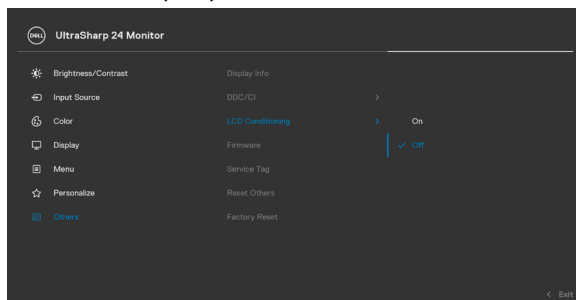 DELL UltraSharp 24 Monitor
Brightness/Contrast
Input Source
Color
Display
Menu
Personalize
Others
Display Info
DDC/CI >
LCD Conditioning >
Firmware
Service Tag
Reset Others
Factory Reset
On
✓ Off
< Exit